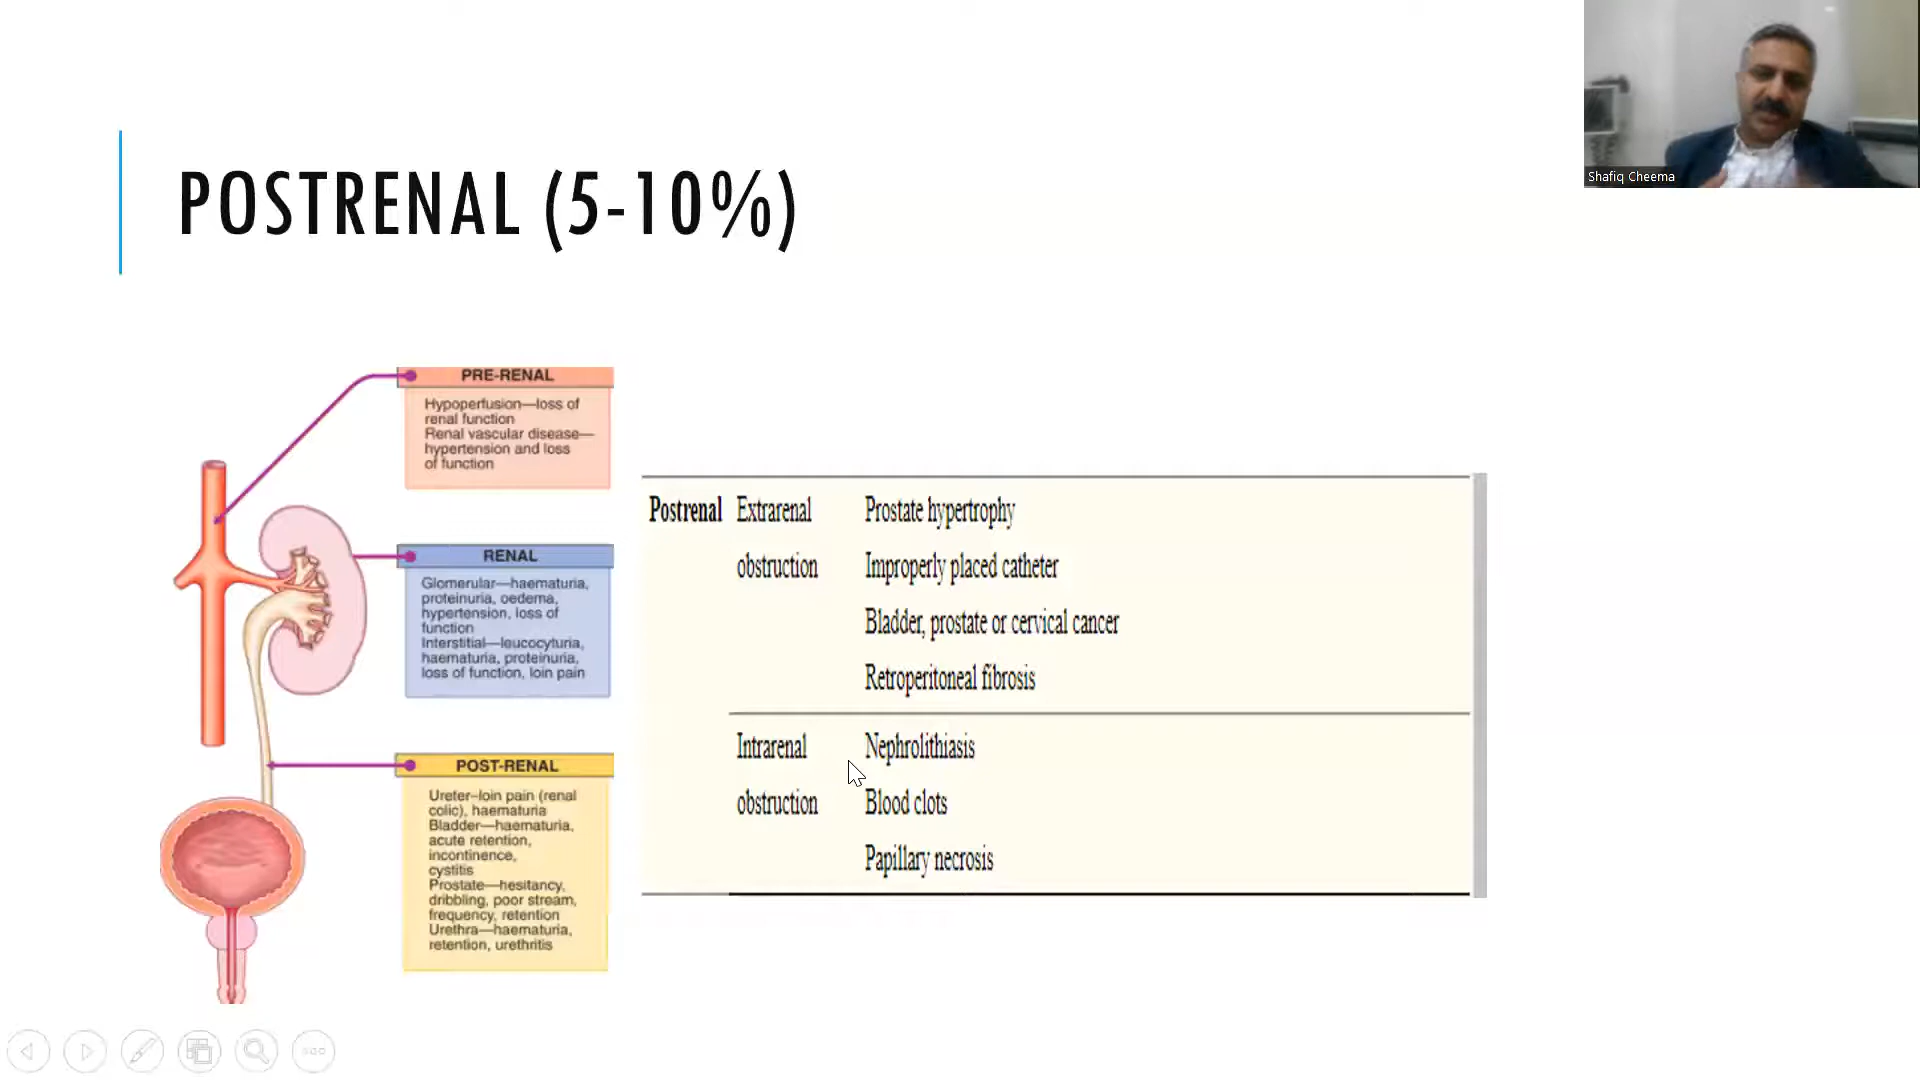 POSTRENAL (5-10%)
Shafiq Cheema
PRE-RENAL
Hypoperfusion—loss of
renal function
Renal vascular disease—
hypertension and loss
of function
RENAL
Glomerular—haematuria,
proteinuria, oedema,
hypertension, loss of
function
Interstitial—leucocyturia,
haematuria, proteinuria,
loss of function, loin pain
POST-RENAL
Ureter–loin pain (renal
colic), haematuria
Bladder—haematuria,
acute retention,
incontinence,
cystitis
Prostate—hesitancy,
dribbling, poor stream,
frequency, retention
Urethra—haematuria,
retention, urethritis
Postrenal Extrarenal Prostate hypertrophy
obstruction Improperly placed catheter
Bladder, prostate or cervical cancer
Retroperitoneal fibrosis
Intrarenal Nephrolithiasis
obstruction Blood clots
Papillary necrosis